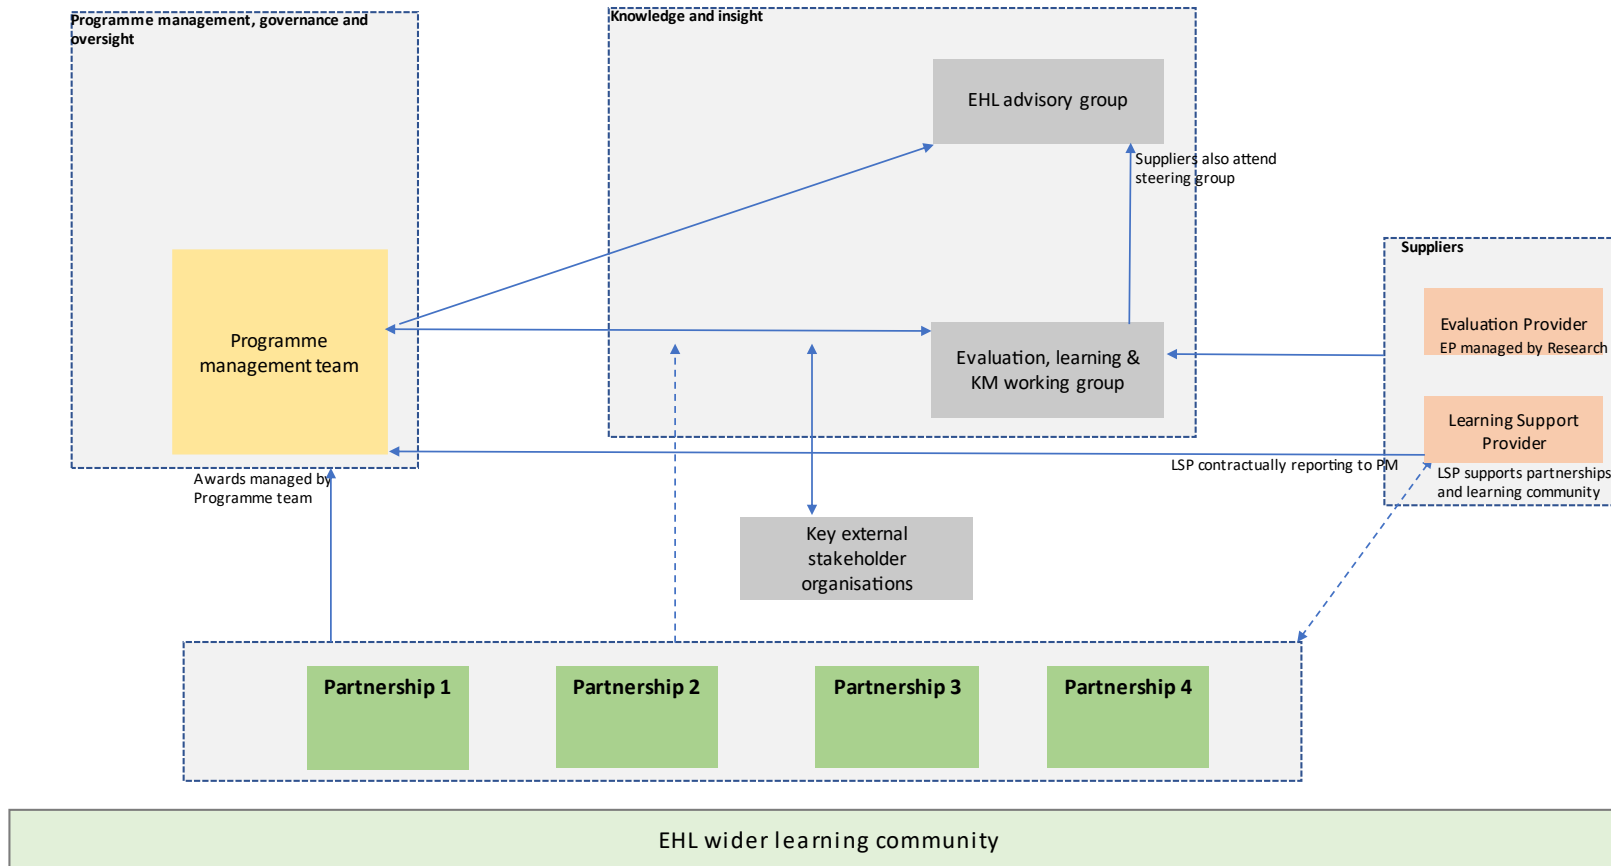 Programme management, governance and
oversight
Knowledge and insight
EHL advisory group
Suppliers also attend
steering group
Suppliers
Evaluation Provider
EP managed by Research
Programme
management team
Evaluation, learning &
KM working group
Learning Support
Provider
LSP contractually reporting to PM
LSP supports partnerships
and learning community
Awards managed by
Programme team
Key external
stakeholder
organisations
Partnership 1
Partnership 2
Partnership 3
Partnership 4
EHL wider learning community